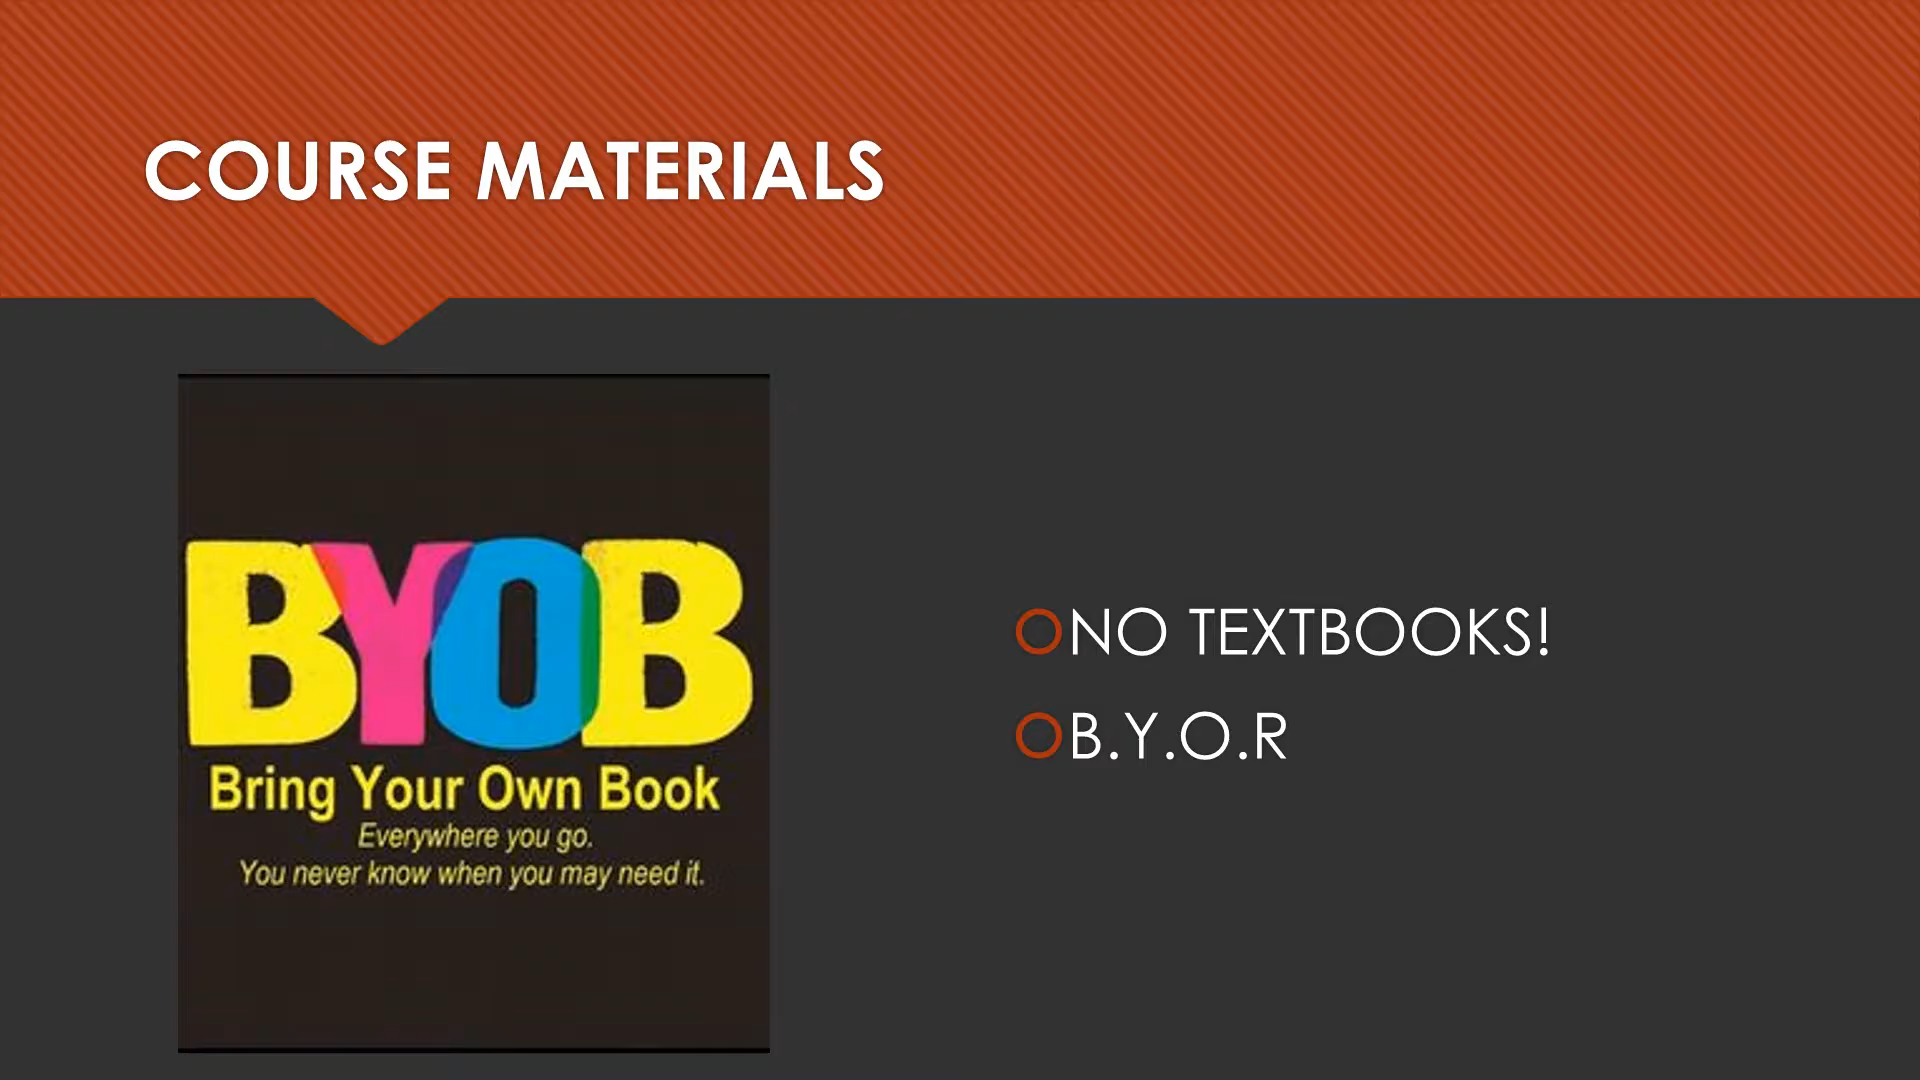 COURSE MATERIALS
BYOB
Bring Your Own Book
Everywhere you go.
You never know when you may need it.
NO TEXTBOOKS!
B.Y.O.R